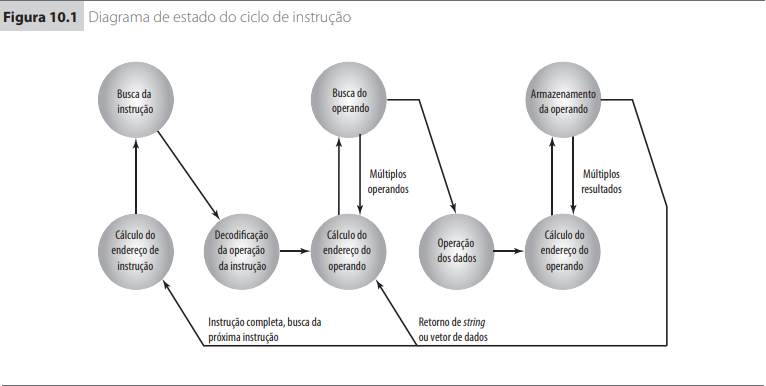 Figura 10.1 Diagrama de estado do ciclo de instrução
Busca da
instrução
Busca do
operando
Armazenamento
da operando
Múltiplos
operandos
Múltiplos
resultados
Cálculo do
endereço de
instrução
Decodificação
da operação
da instrução
Cálculo do
endereço do
operando
Operação
dos dados
Cálculo do
endereço do
operando
Instrução completa, busca da
próxima instrução
Retorno de string
ou vetor de dados